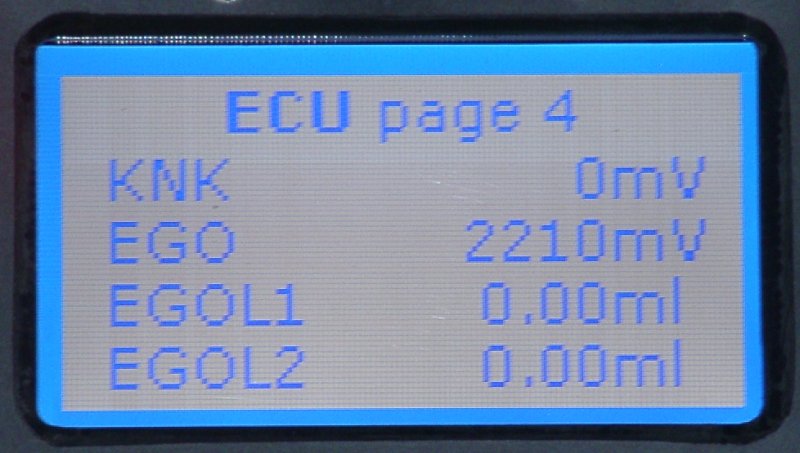 ECU page 4
KNK 0mV
EGO 2210mV
EGOL1 0.00ml
EGOL2 0.00ml